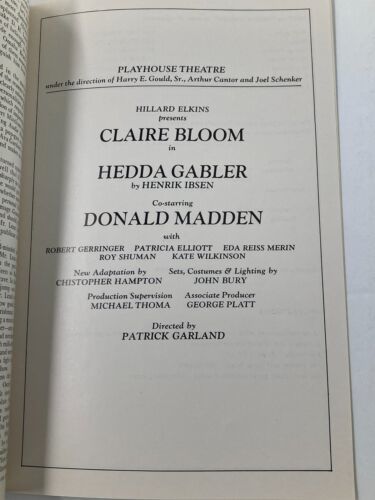 PLAYHOUSE THEATRE
under the direction of Harry E. Gould, Sr., Arthur Cantor and Joel Schenker
HILLARD ELKINS
presents
CLAIRE BLOOM
in
HEDDA GABLER
by HENRIK IBSEN
Co-starring
DONALD MADDEN
with
ROBERT GERRINGER PATRICIA ELLIOTT EDA REISS MERIN
ROY SHUMAN KATE WILKINSON
New Adaptation by Sets, Costumes & Lighting by
CHISTOPHER HAMPTON JOHN BURY
Production Supervision Associate Producer
MICHAEL THOMA GEORGE PLATT
Directed by
PATRICK GARLAND